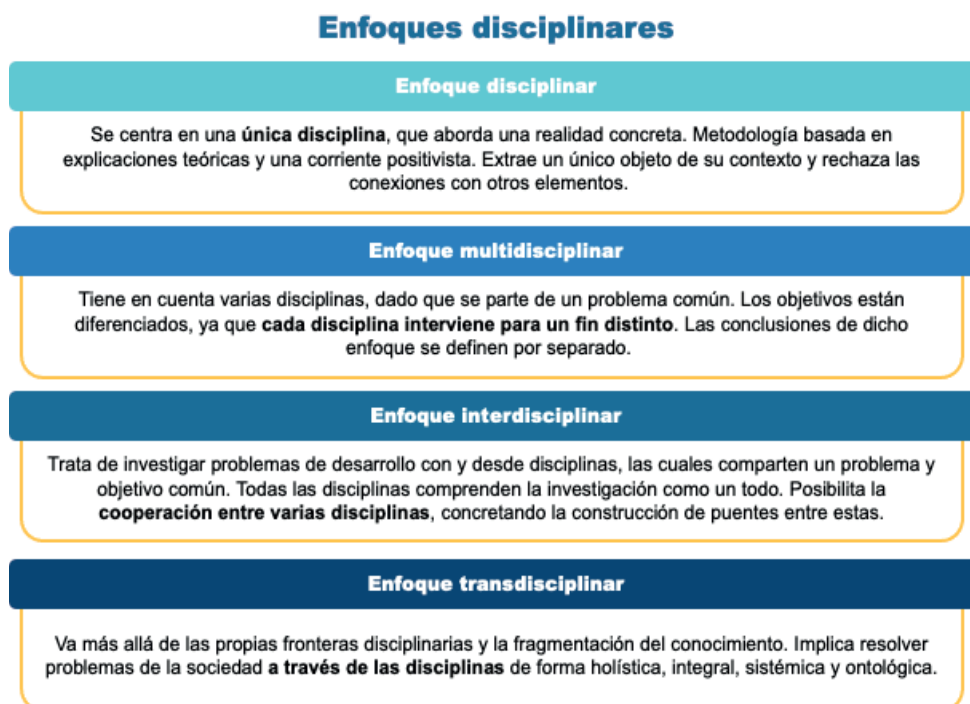 Enfoques disciplinares
Enfoque disciplinar
Se centra en una única disciplina, que aborda una realidad concreta. Metodología basada en
explicaciones teóricas y una corriente positivista. Extrae un único objeto de su contexto y rechaza las
conexiones con otros elementos.
Enfoque multidisciplinar
Tiene en cuenta varias disciplinas, dado que se parte de un problema común. Los objetivos están
diferenciados, ya que cada disciplina interviene para un fin distinto. Las conclusiones de dicho
enfoque se definen por separado.
Enfoque interdisciplinar
Trata de investigar problemas de desarrollo con y desde disciplinas, las cuales comparten un problema y
objetivo común. Todas las disciplinas comprenden la investigación como un todo. Posibilita la
cooperación entre varias disciplinas, concretando la construcción de puentes entre estas.
Enfoque transdisciplinar
Va más allá de las propias fronteras disciplinarias y la fragmentación del conocimiento. Implica resolver
problemas de la sociedad a través de las disciplinas de forma holística, integral, sistémica y ontológica.